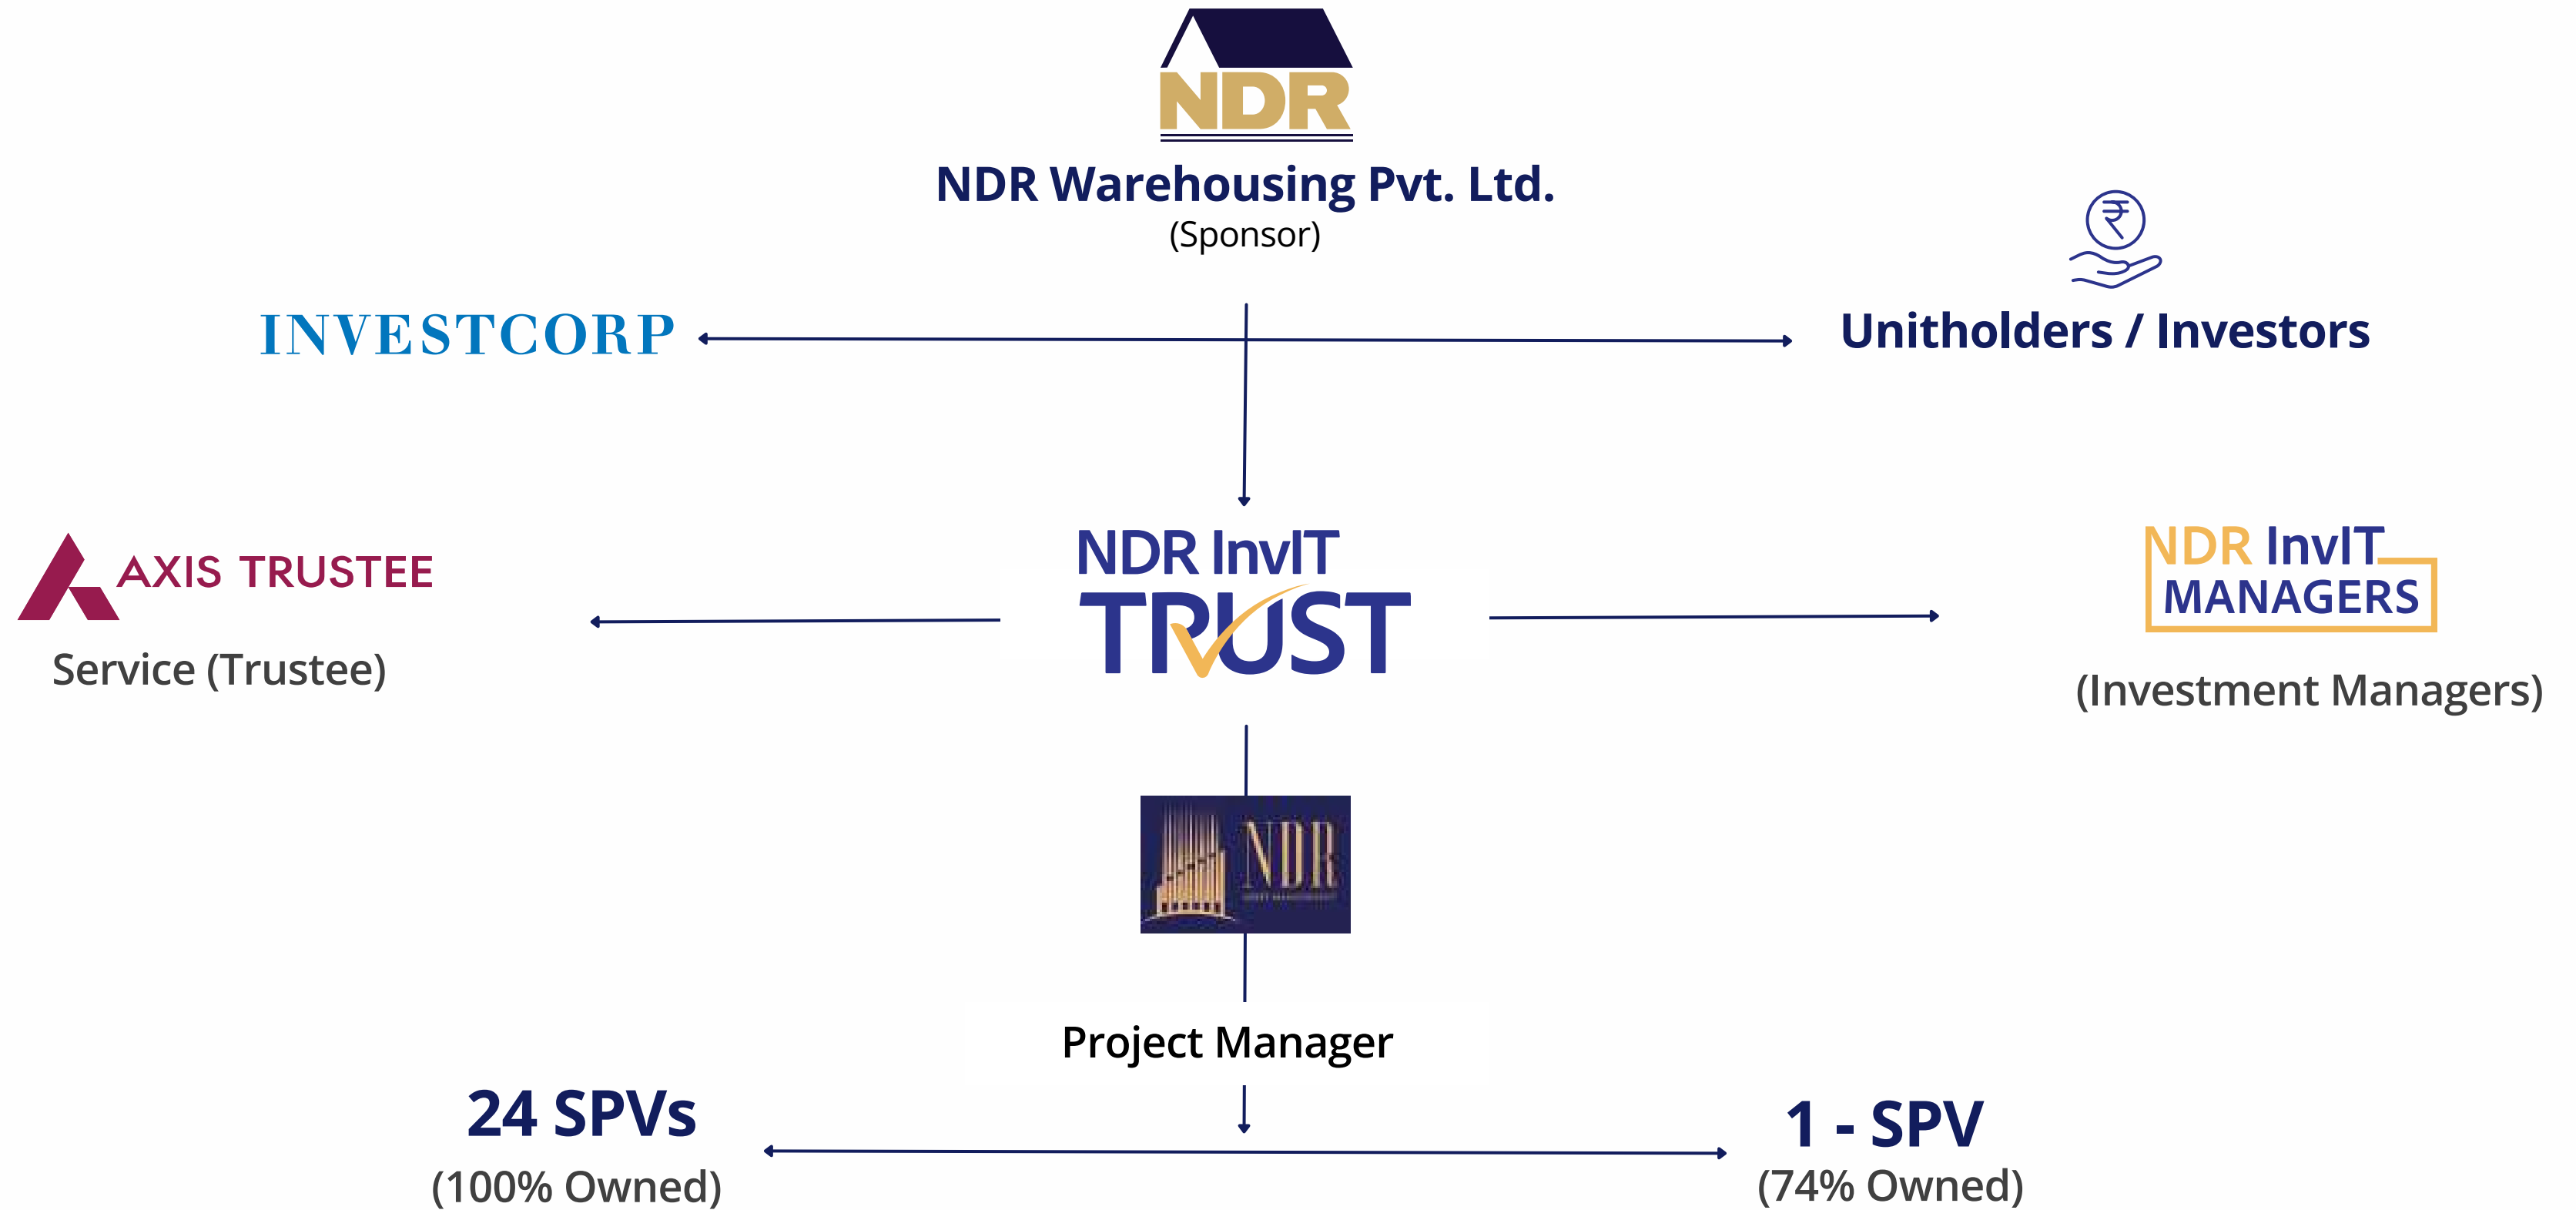 NDR
NDR Warehousing Pvt. Ltd.
(Sponsor)
₹
INVESTCORP
Unitholders / Investors
NDR InvIT
TRUST
AXIS TRUSTEE
Service (Trustee)
NDR InvIT
MANAGERS
(Investment Managers)
NDR
Project Manager
24 SPVs
(100% Owned)
1 - SPV
(74% Owned)